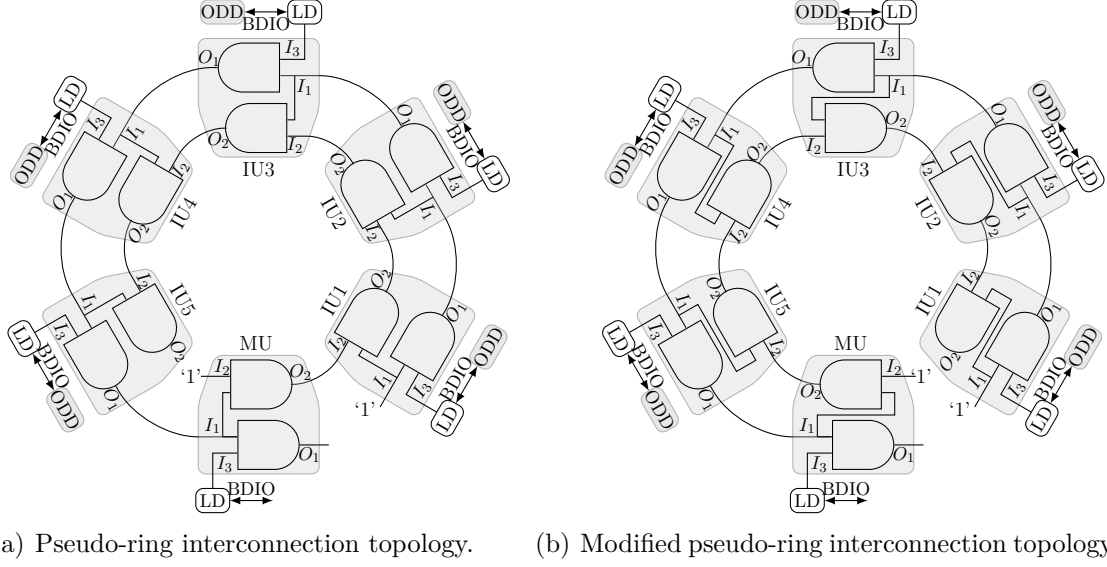 ODD BDIO LD
O1 I3 I1
O2 I2
IU3
LD ODD BDIO
I3 I1 I2
O1 O2
IU4
ODD BDIO LD
O1 O2
I3 I1 I2
IU2
LD BDIO ODD
I3 I1 I2
O1 O2
IU5
IU1
O2 O1
I2 I1 I3
'1'
ODD BDIO LD
MU
'1' I2 O2
I1
I3 O1
LD BDIO
a) Pseudo-ring interconnection topology.
ODD BDIO LD
O1 I3 I1
I2 O2
IU3
LD ODD BDIO
I3 I1 O2
O1 I2
IU4
ODD BDIO LD
O1 I2
I3 I1 O2
IU2
LD BDIO ODD
I3 I1 O2
O1 I2
IU5
IU1
I2 O1
O2 I1 I3
'1'
ODD BDIO LD
MU
O2 I2 '1'
I1
I3 O1
LD BDIO
(b) Modified pseudo-ring interconnection topology